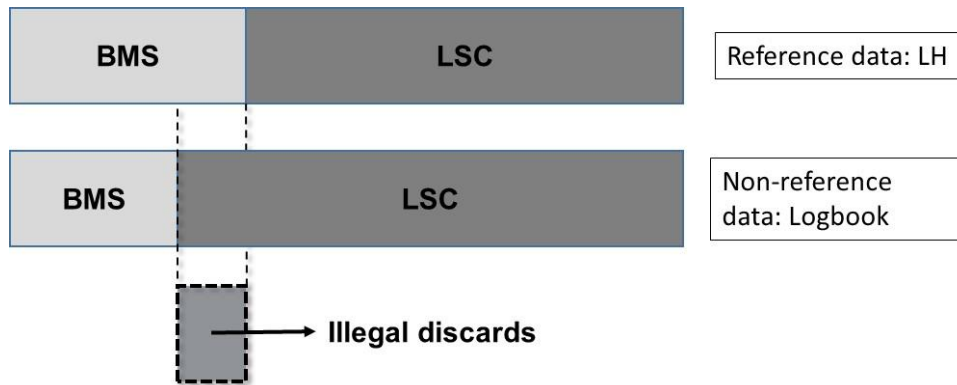 BMS LSC Reference data: LH
BMS LSC Non-reference
data: Logbook
Illegal discards